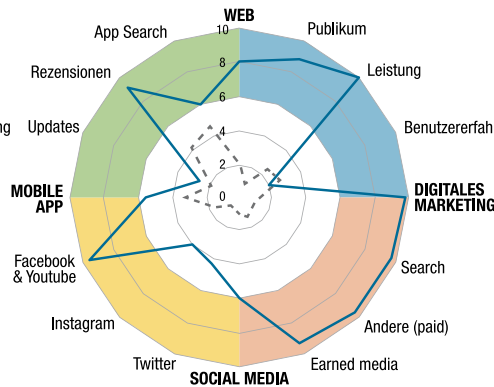 WEB
Publikum
Leistung
Benutzererfah
DIGITALES
MARKETING
Search
Andere (paid)
Earned media
SOCIAL MEDIA
Twitter
Instagram
Facebook
& Youtube
MOBILE
APP
ng Updates
Rezensionen
App Search
10
8
6
4
2
0